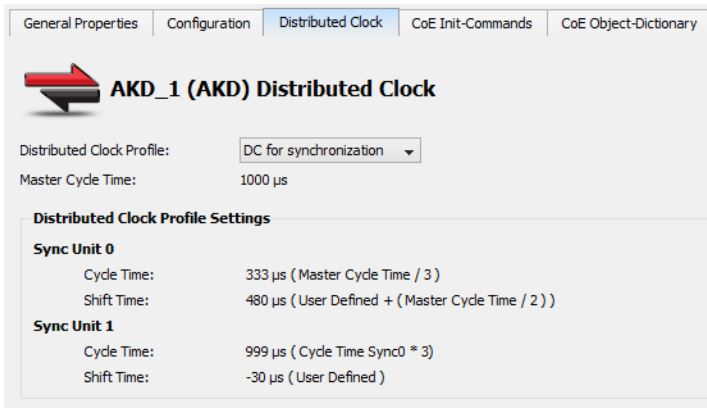 General Properties Configuration Distributed Clock CoE Init-Commands CoE Object-Dictionary
AKD_1 (AKD) Distributed Clock
Distributed Clock Profile: DC for synchronization
Master Cycle Time: 1000 µs
Distributed Clock Profile Settings
Sync Unit 0
Cycle Time: 333 µs ( Master Cycle Time / 3 )
Shift Time: 480 µs ( User Defined + ( Master Cycle Time / 2 ) )
Sync Unit 1
Cycle Time: 999 µs ( Cycle Time Sync0 * 3)
Shift Time: -30 µs ( User Defined )